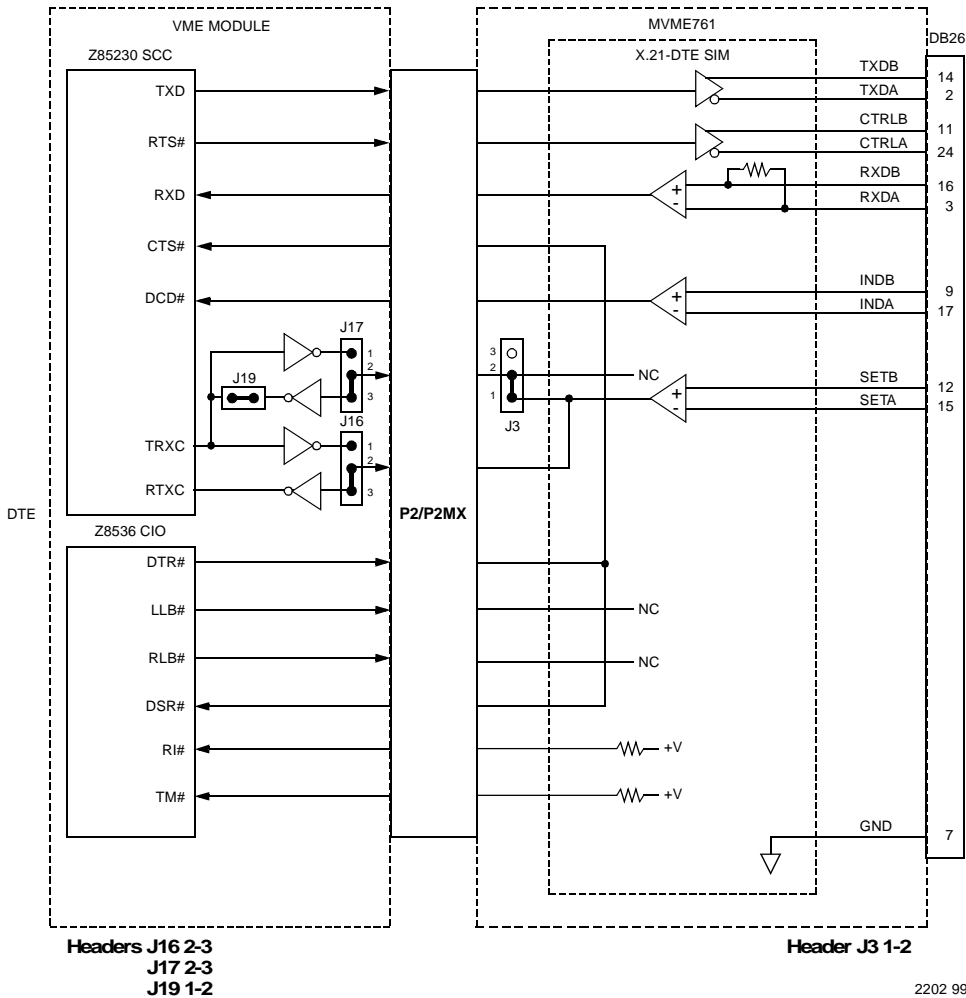 VME MODULE
MVME761
DB26
Z85230 SCC
X.21-DTE SIM
TXD
TXDB
14
TXDA
2
RTS#
CTRLB
11
CTRLA
24
RXD
+
-
RXDB
16
RXDA
3
CTS#
DCD#
+
-
INDB
9
INDA
17
J17
1
2
3
J19
3
2
1
J3
NC
+
-
SETB
12
SETA
15
J16
TRXC
1
2
RTXC
3
DTE
P2/P2MX
Z8536 CIO
DTR#
LLB#
NC
RLB#
NC
DSR#
RI#
+V
TM#
+V
GND
7
Headers J16 2-3
J17 2-3
J19 1-2
Header J3 1-2
2202 99